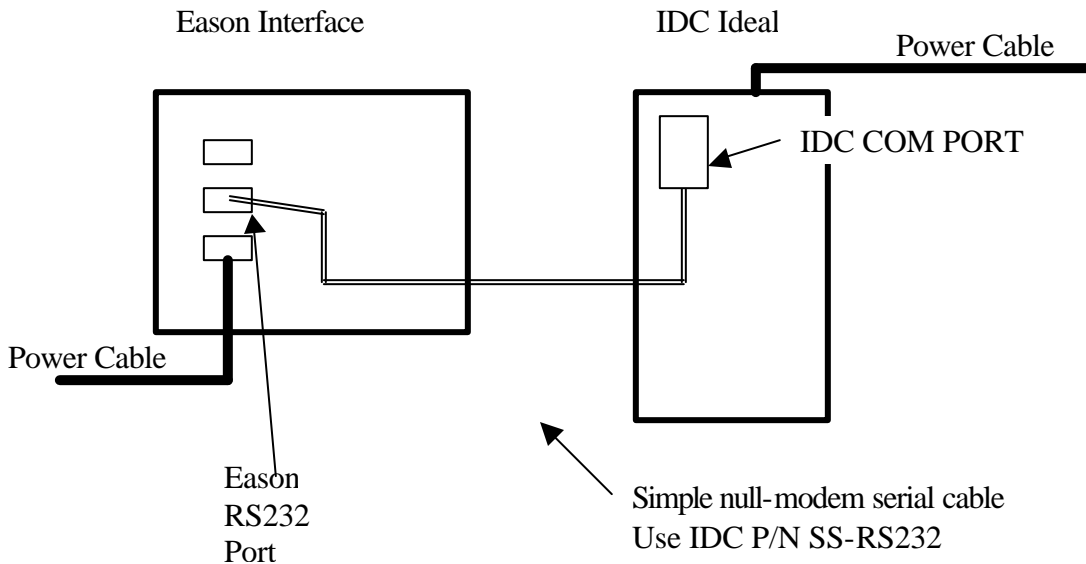 Eason Interface
IDC Ideal
Power Cable
IDC COM PORT
Power Cable
Eason
RS232
Port
Simple null-modem serial cable
Use IDC P/N SS-RS232